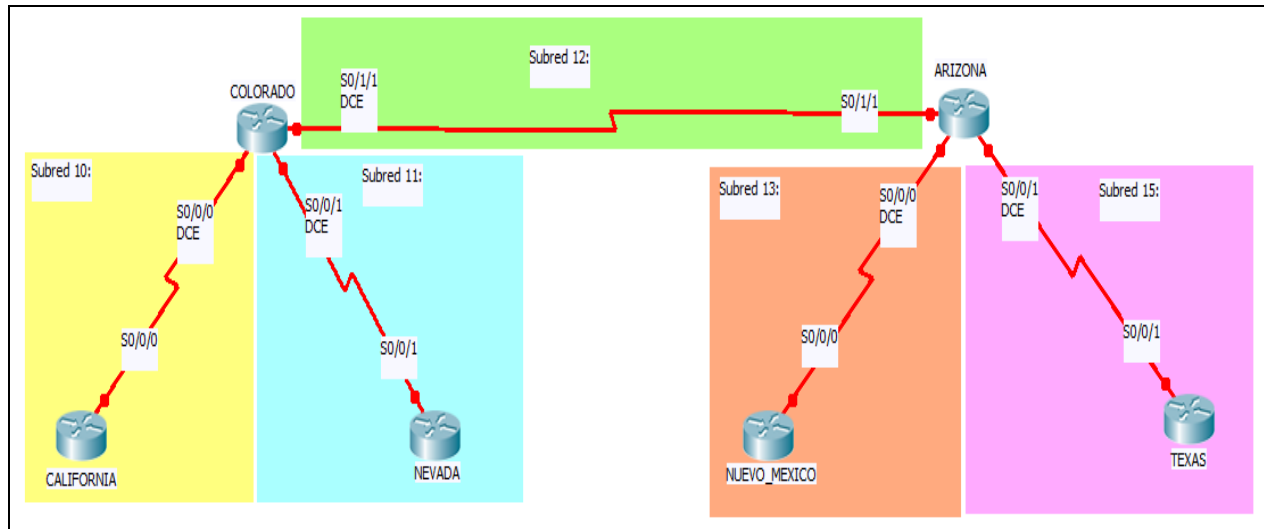 Subred 12:
COLORADO
S0/1/1
DCE
S0/1/1
ARIZONA
Subred 10:
S0/0/0
DCE
S0/0/0
CALIFORNIA
Subred 11:
S0/0/1
DCE
S0/0/1
NEVADA
Subred 13:
S0/0/0
DCE
S0/0/0
NUEVO_MEXICO
Subred 15:
S0/0/1
DCE
S0/0/1
TEXAS